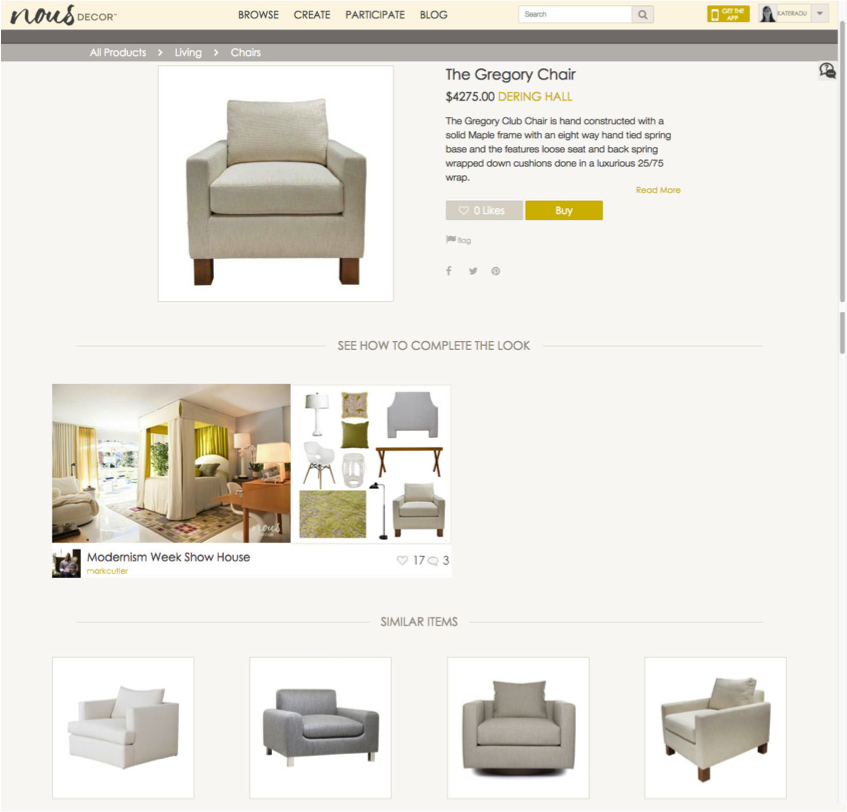 nous DECOR™
BROWSE CREATE PARTICIPATE BLOG
Search
GET THE
APP
KATERADU
All Products > Living > Chairs
The Gregory Chair
$4275.00 DERING HALL
The Gregory Club Chair is hand constructed with a
solid Maple frame with an eight way hand tied spring
base and the features loose seat and back spring
wrapped down cushions done in a luxurious 25/75
wrap.
Read More
0 Likes
Buy
flag
SEE HOW TO COMPLETE THE LOOK
nous
Modernism Week Show House
17 3
markcutler
SIMILAR ITEMS